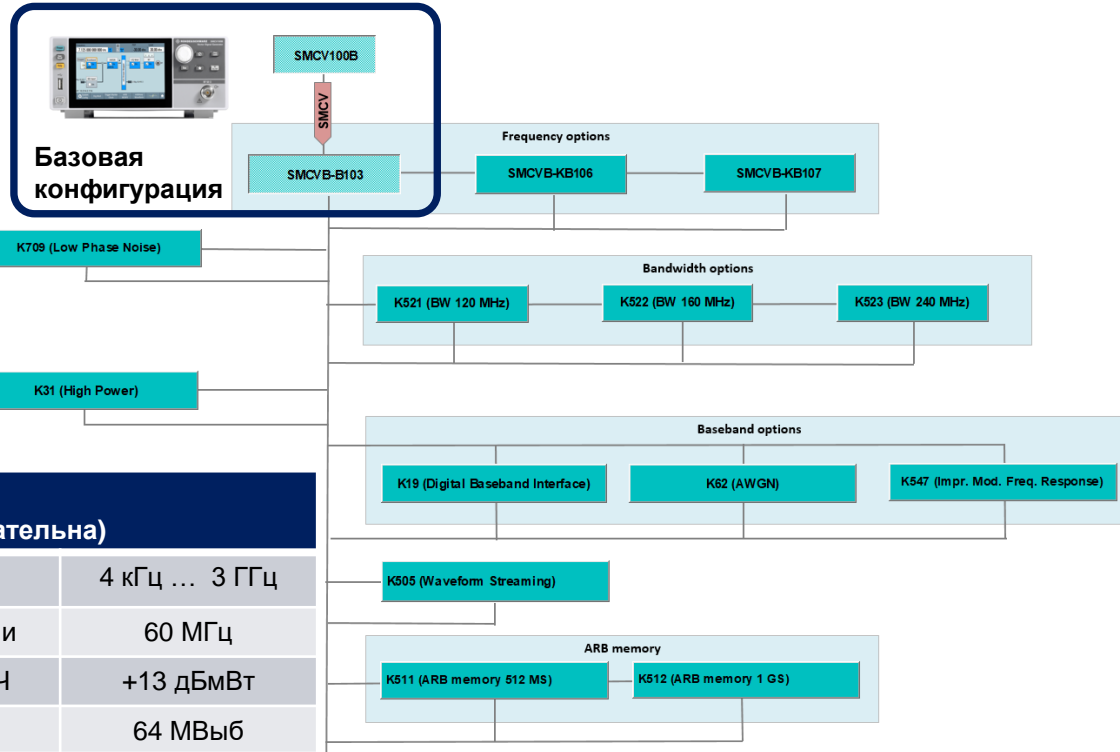 SMCV100B
SMCV
Базовая
конфигурация
Frequency options
SMCVB-B103
SMCVB-KB106
SMCVB-KB107
K709 (Low Phase Noise)
Bandwidth options
K521 (BW 120 MHz)
K522 (BW 160 MHz)
K523 (BW 240 MHz)
K31 (High Power)
Baseband options
K19 (Digital Baseband Interface)
K62 (AWGN)
K547 (Impr. Mod. Freq. Response)
ательна)
4 кГц … 3 ГГц
и
60 МГц
Ч
+13 дБмВт
64 МВыб
K505 (Waveform Streaming)
ARB memory
K511 (ARB memory 512 MS)
K512 (ARB memory 1 GS)